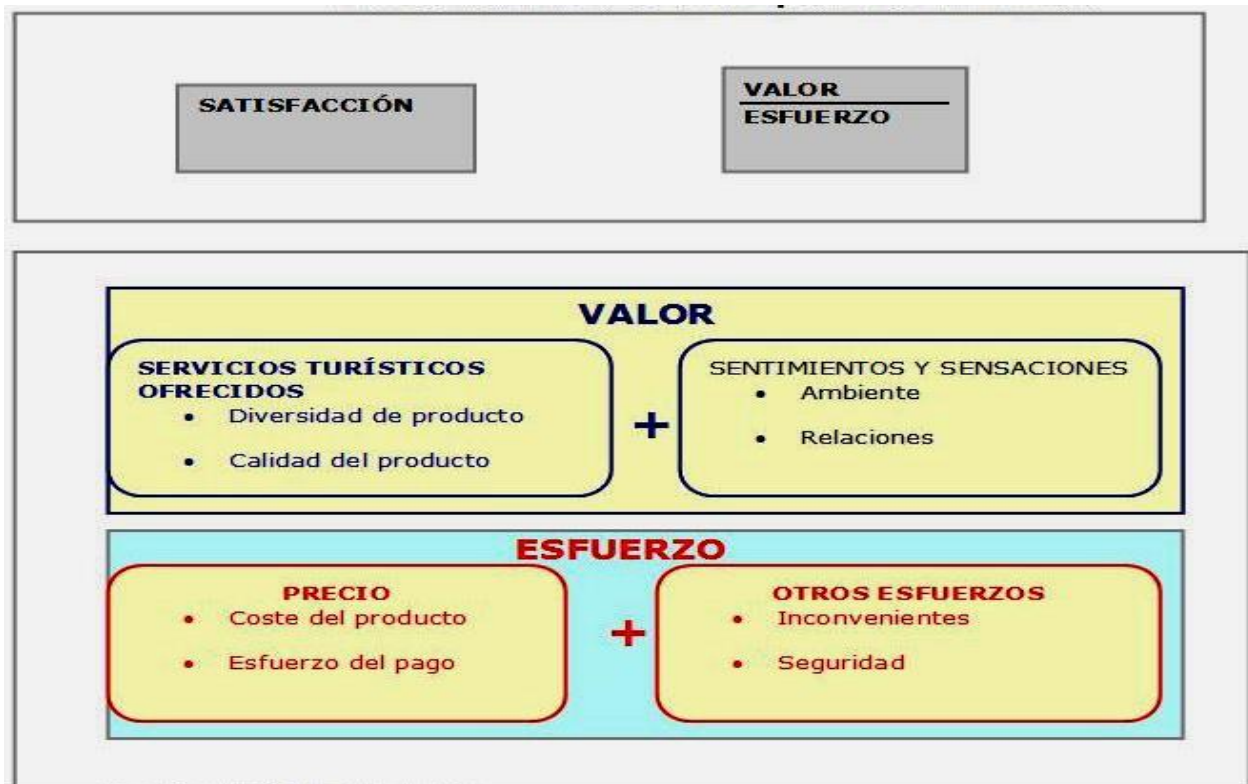 SATISFACCIÓN
VALOR
ESFUERZO
VALOR
SERVICIOS TURÍSTICOS
OFRECIDOS
• Diversidad de producto
• Calidad del producto
+
SENTIMIENTOS Y SENSACIONES
• Ambiente
• Relaciones
ESFUERZO
PRECIO
• Coste del producto
• Esfuerzo del pago
+
OTROS ESFUERZOS
• Inconvenientes
• Seguridad